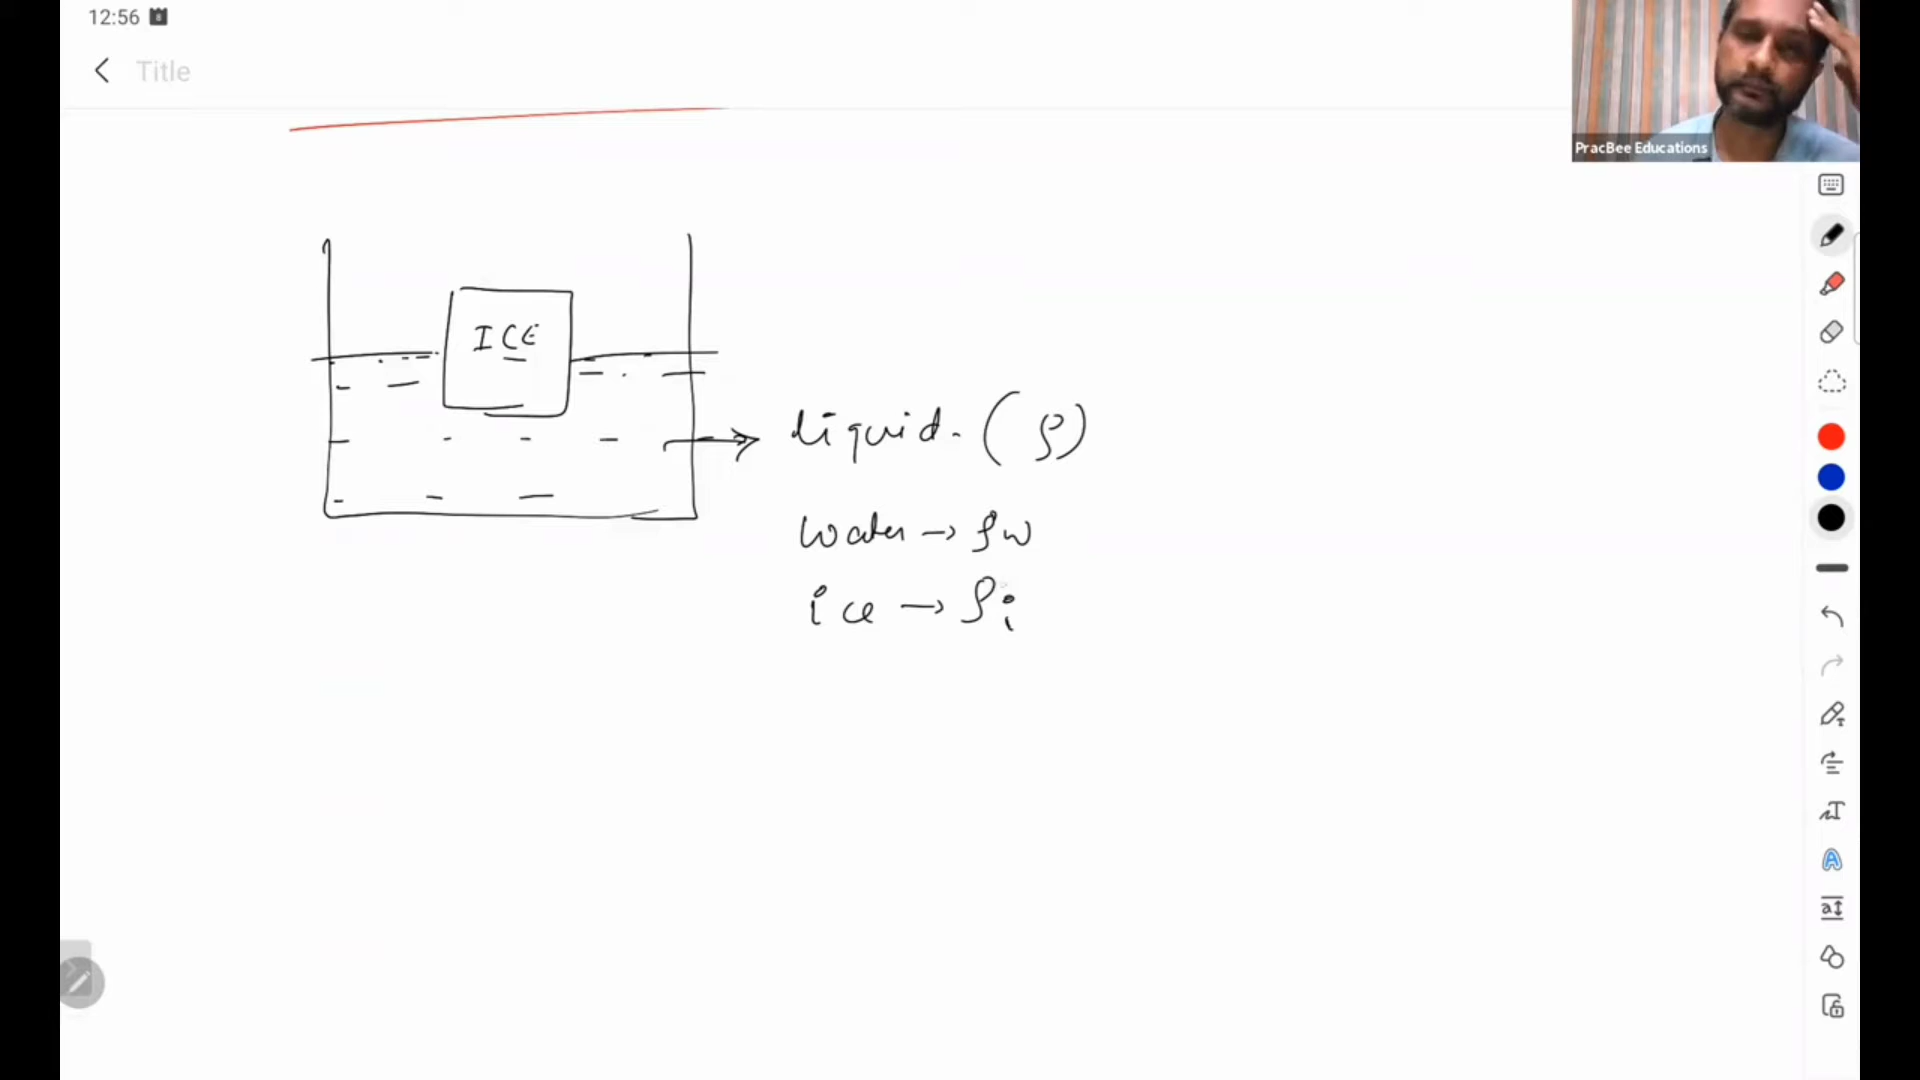 12:56
Title
PracBee Educations
ICE
liquid. (ρ)
water → ρw
ice → ρi